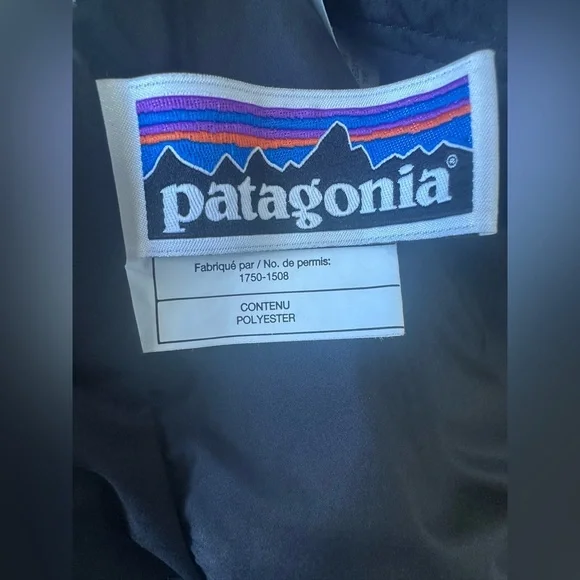 patagonia®
Fabriqué par / No. de permis:
1750-1508
CONTENU
POLYESTER